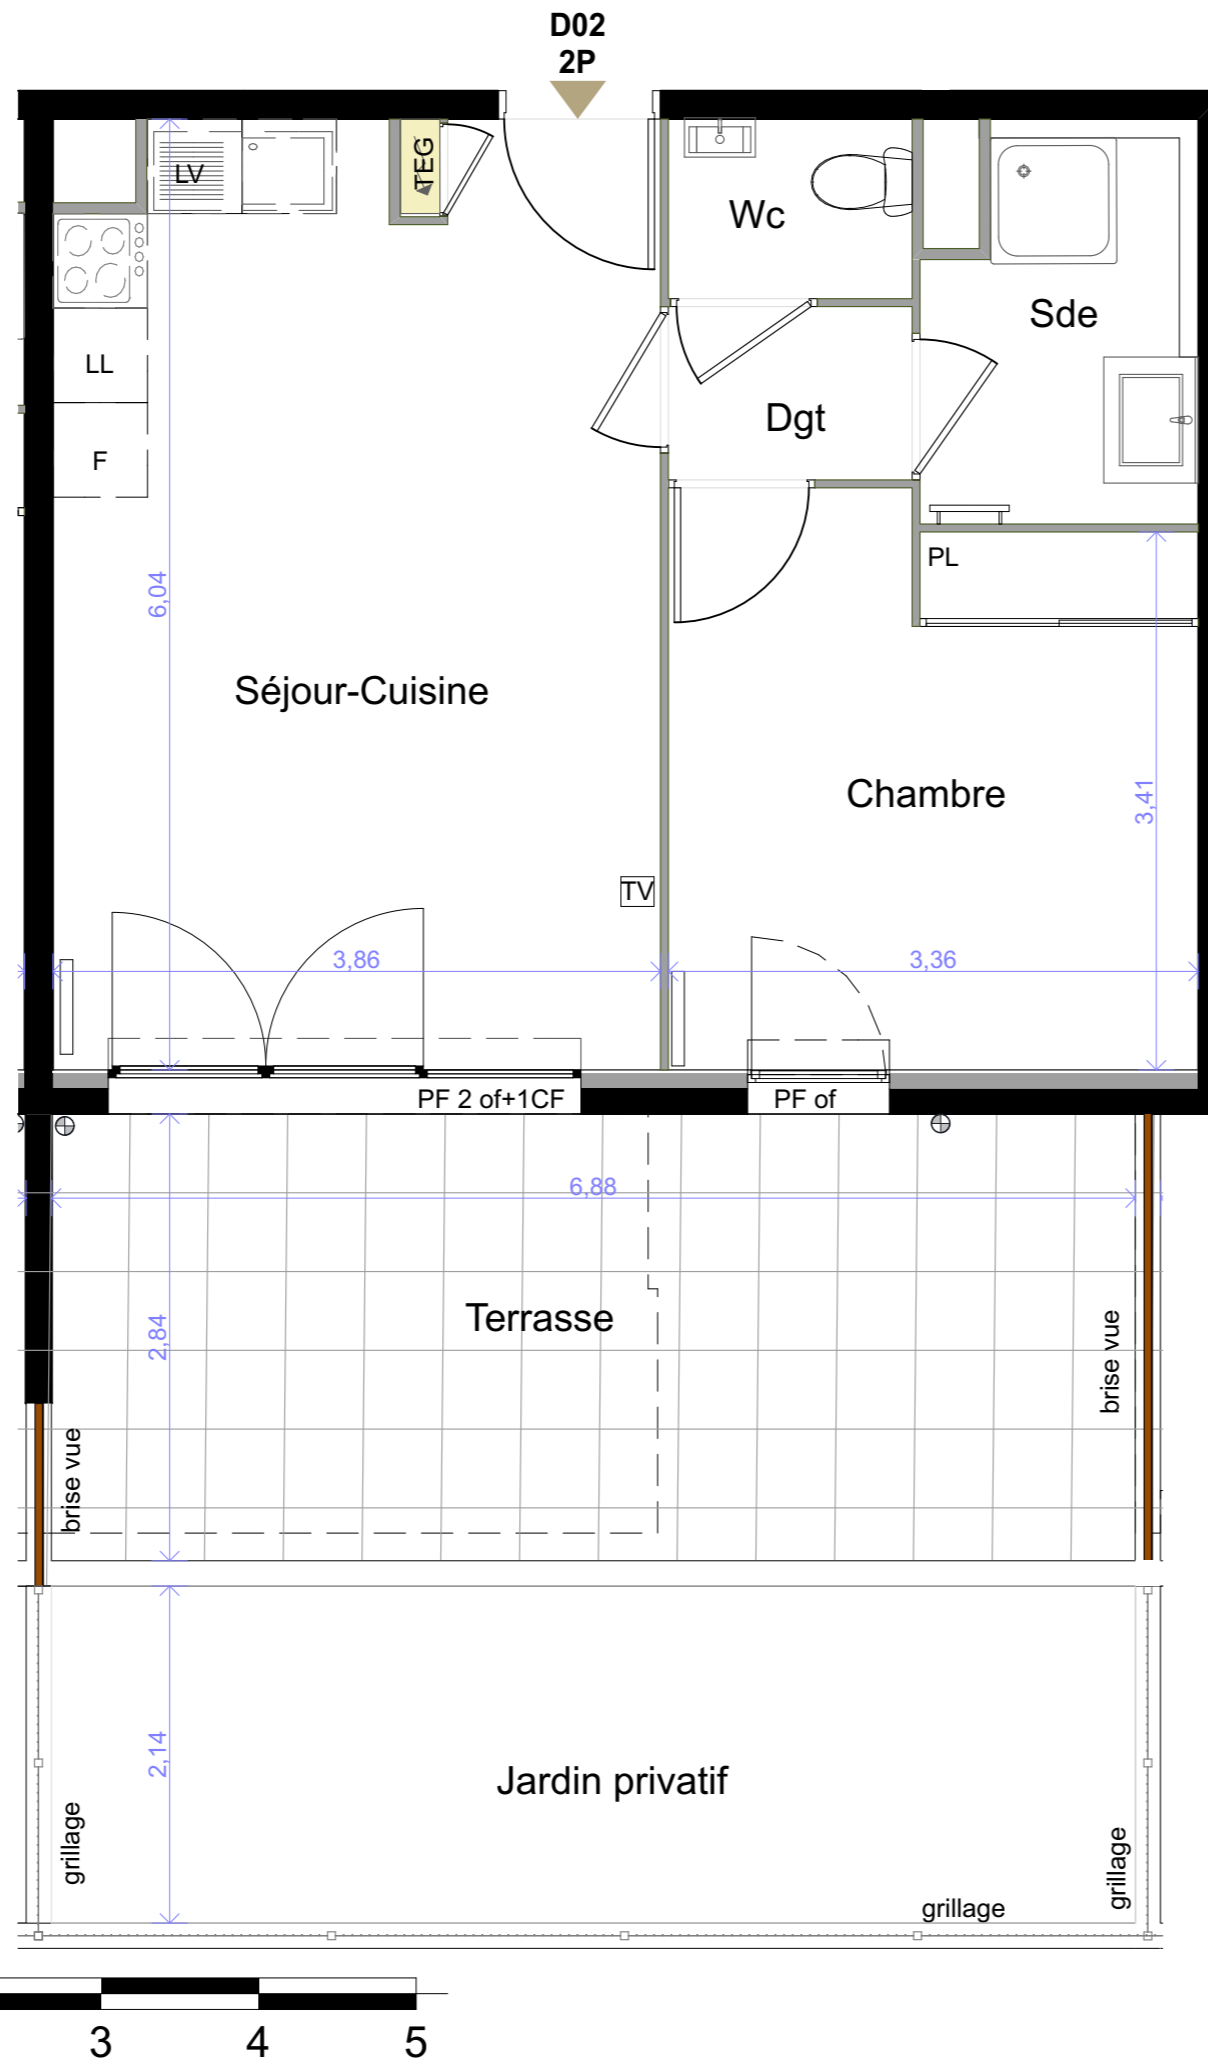 D02
2P
LV
TEG
Wc
Sde
LL
Dgt
F
PL
6,04
Séjour-Cuisine
Chambre
3,41
TV
3,86
3,36
PF 2 of+1CF
PF of
6,88
Terrasse
2,84
brise vue
brise vue
2,14
Jardin privatif
grillage
grillage
grillage
3
4
5